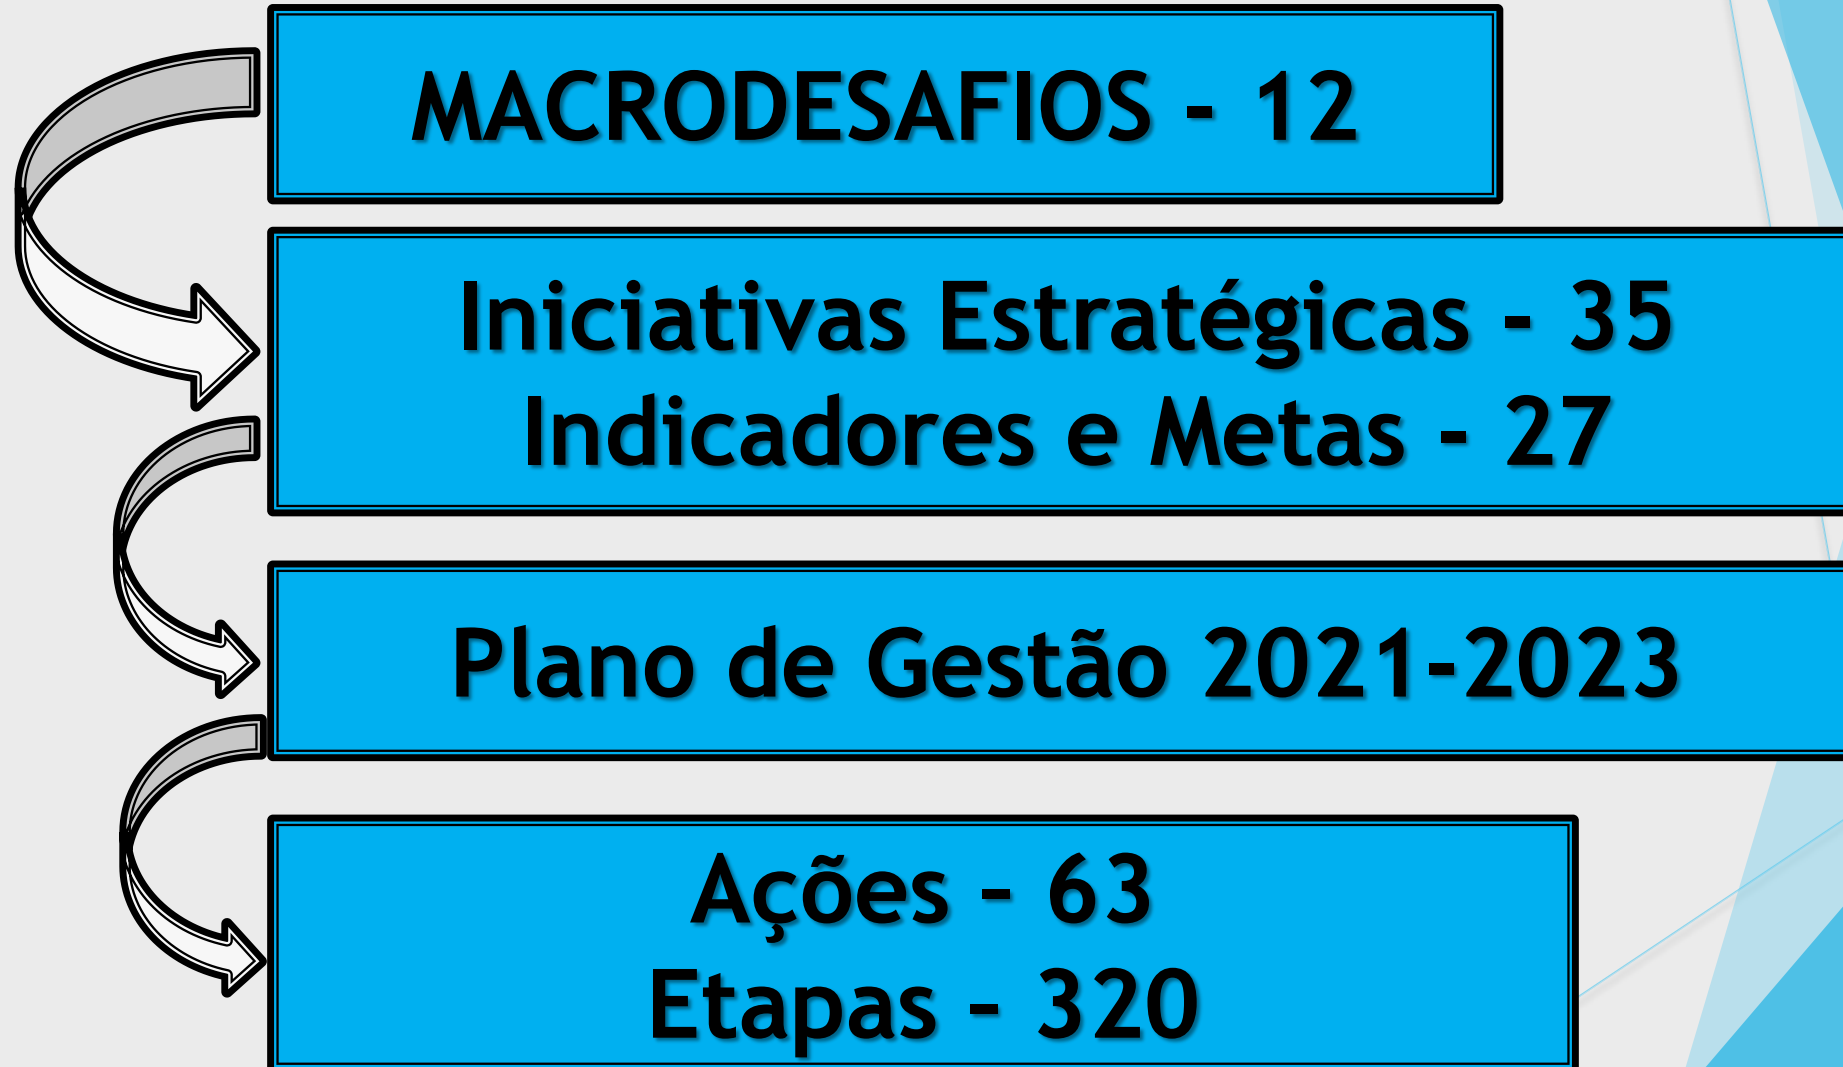 MACRODESAFIOS - 12
Iniciativas Estratégicas - 35
Indicadores e Metas - 27
Plano de Gestão 2021-2023
Ações – 63
Etapas – 320